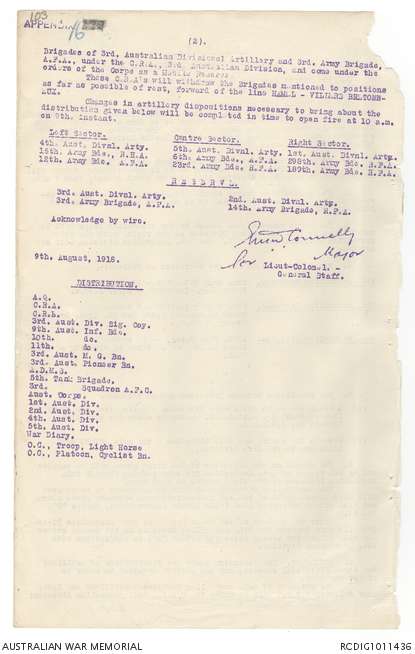 103
APPENDIX 16
(2).
Brigades of 3rd. Australian Divisional Artillery and 3rd. Army Brigade,
A.F.A., under the C.R.A., 3rd Australian Division, and come under the
orders of the Corps as a Mobile Reserve.
These C.R.A's will withdraw the Brigades mentioned to positions
as far as possible of rest, forward of the line HAMEL - VILLERS BRETONN-
EUX.
Changes in artillery dispositions necessary to bring about the
distribution given below will be completed in time to open fire at 10 a.m.
on 9th. instant.
Left Sector. Centre Sector. Right Sector.
4th Aust. Divnl. Arty. 5th Aust. Divnl. Arty. 1st. Aust. Divnl. Arty.
16th Army Bde. R.H.A. 6th Army Bde. A.F.A. 298th Army Bde. R.F.A.
12th Army Bde. A.F.A. 23rd Army Bde. R.F.A. 189th Army Bde. R.F.A.
RESERVE.
3rd. Aust. Divnl. Arty. 2nd. Aust. Divnl. Arty.
3rd. Army Brigade, A.F.A. 14th. Army Brigade, R.F.A.
Acknowledge by wire.
Connelly
Major
for
9th. August, 1918.
Lieut-Colonel. -
General Staff.
DISTRIBUTION.
A.Q.
C.R.A.
C.R.E.
3rd. Aust. Div. Sig. Coy.
9th. Aust. Inf. Bde.
10th. do.
11th. do.
3rd. Aust. M. G. Bn.
3rd. Aust. Pioneer Bn.
A.D.M.S.
5th. Tank Brigade.
3rd. Squadron A.F.C.
Aust. Corps.
1st. Aust. Div.
2nd. Aust. Div.
4th. Aust. Div.
5th. Aust. Div.
War Diary.
O.C., Troop, Light Horse
O.C., Platoon, Cyclist Bn.
AUSTRALIAN WAR MEMORIAL
RCDIG1011436